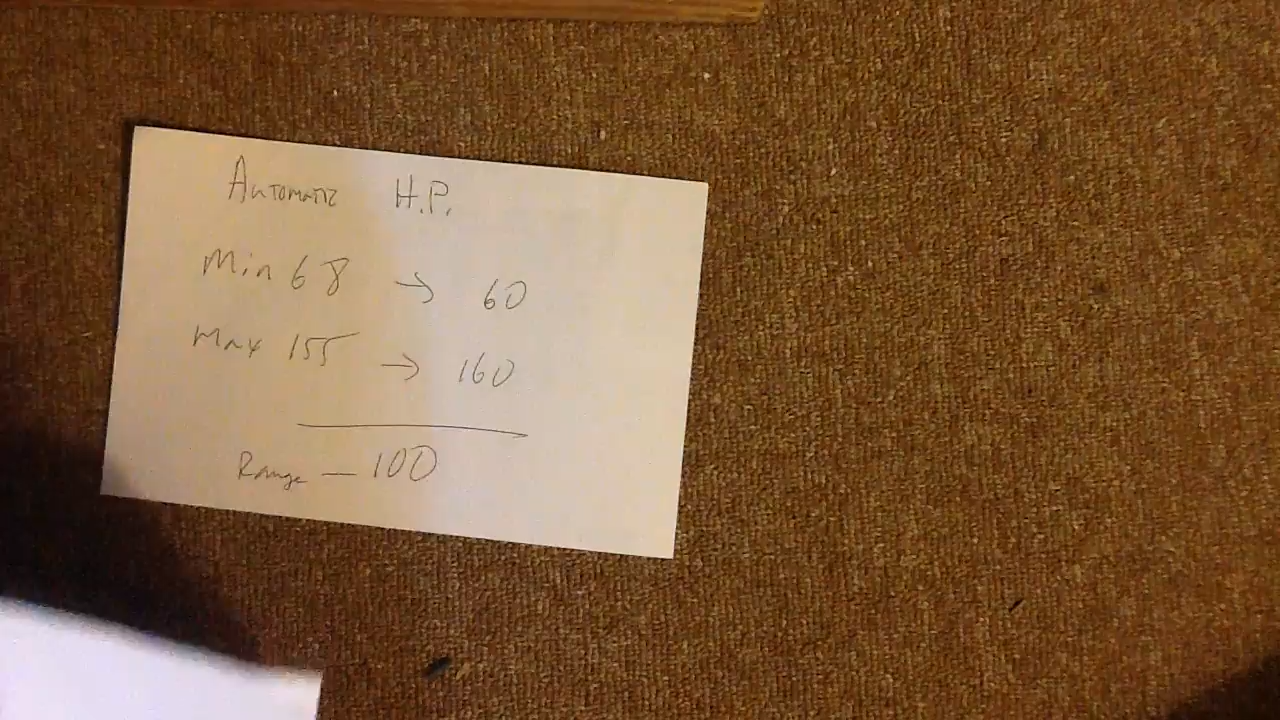 Automatic H.P.
Min 68 → 60
Max 155 → 160
Range — 100